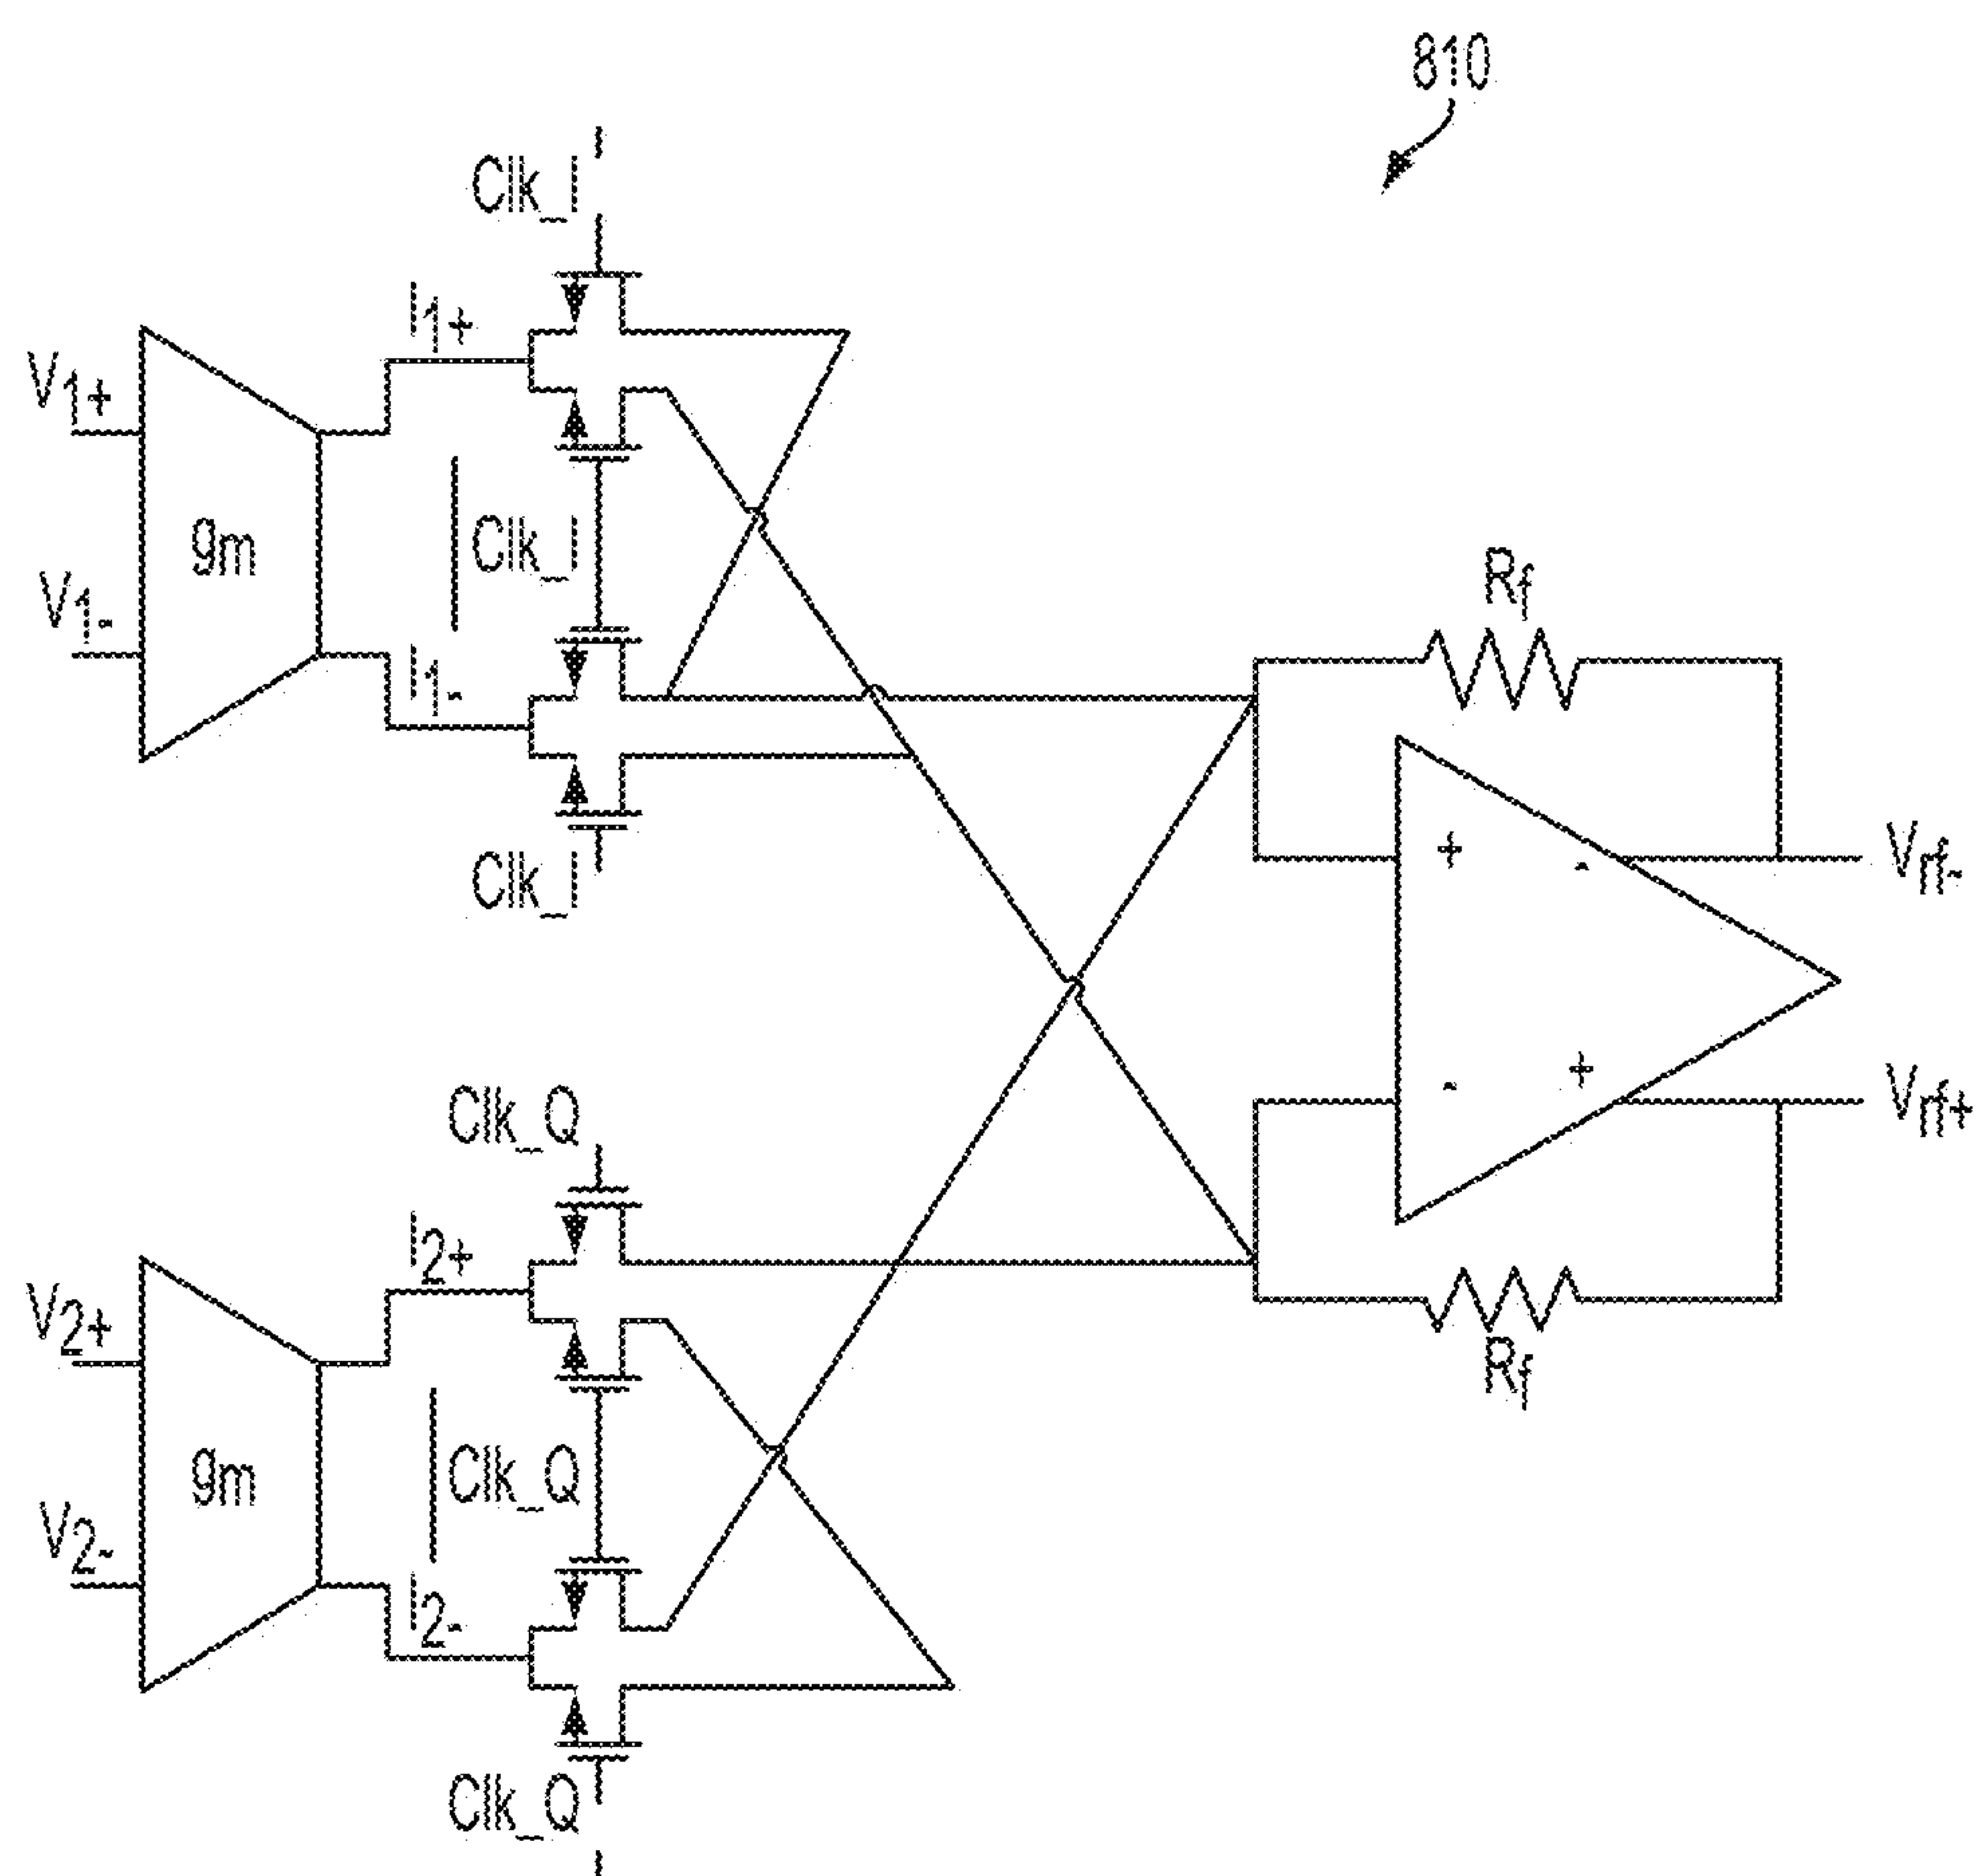 810
Clk_I
I1+
V1+
gm
Clk_I
V1-
I1-
Clk_I
Rf
+
-
Vrf-
-
+
Vrf+
Clk_Q
I2+
V2+
Rf
gm
Clk_Q
V2-
I2-
Clk_Q